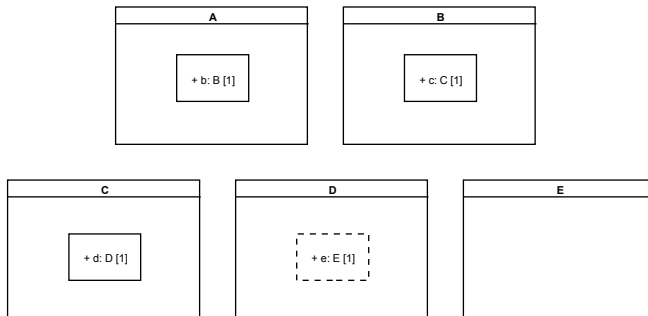 A
+ b: B [1]
B
+ c: C [1]
C
+ d: D [1]
D
+ e: E [1]
E